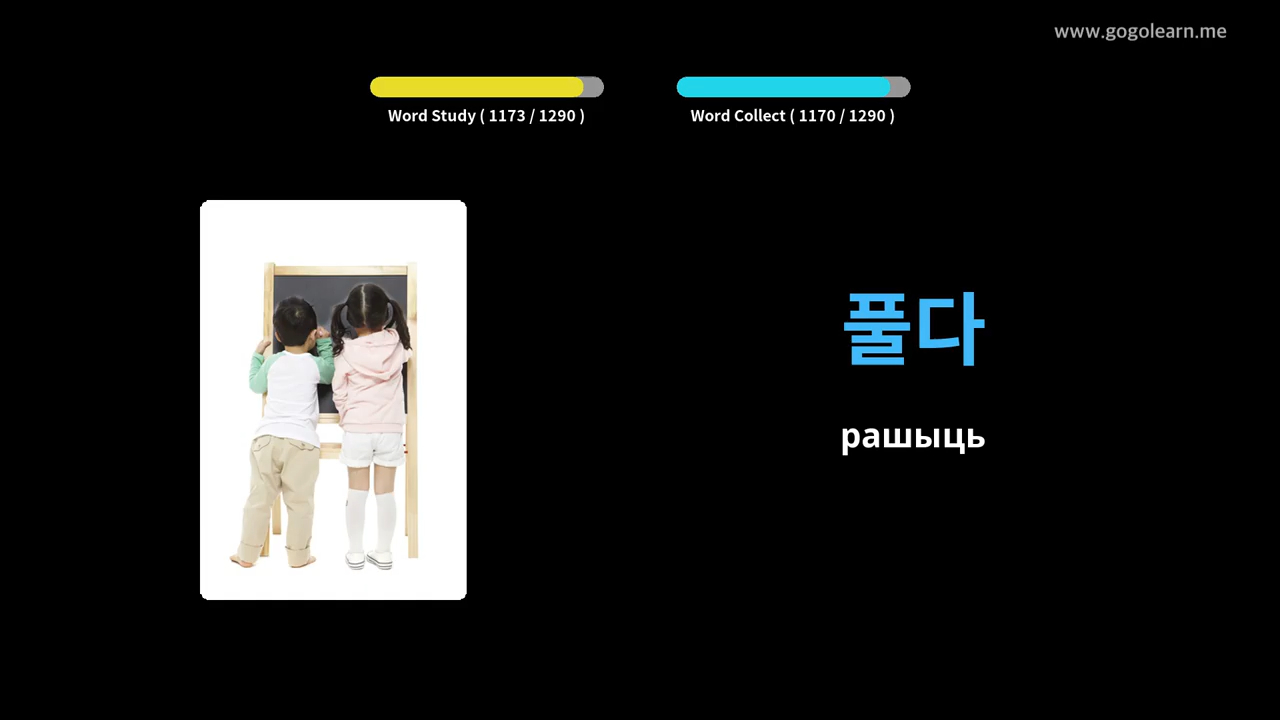 www.gogolearn.me
Word Study ( 1173 / 1290 )
Word Collect ( 1170 / 1290 )
풀다
рашыць